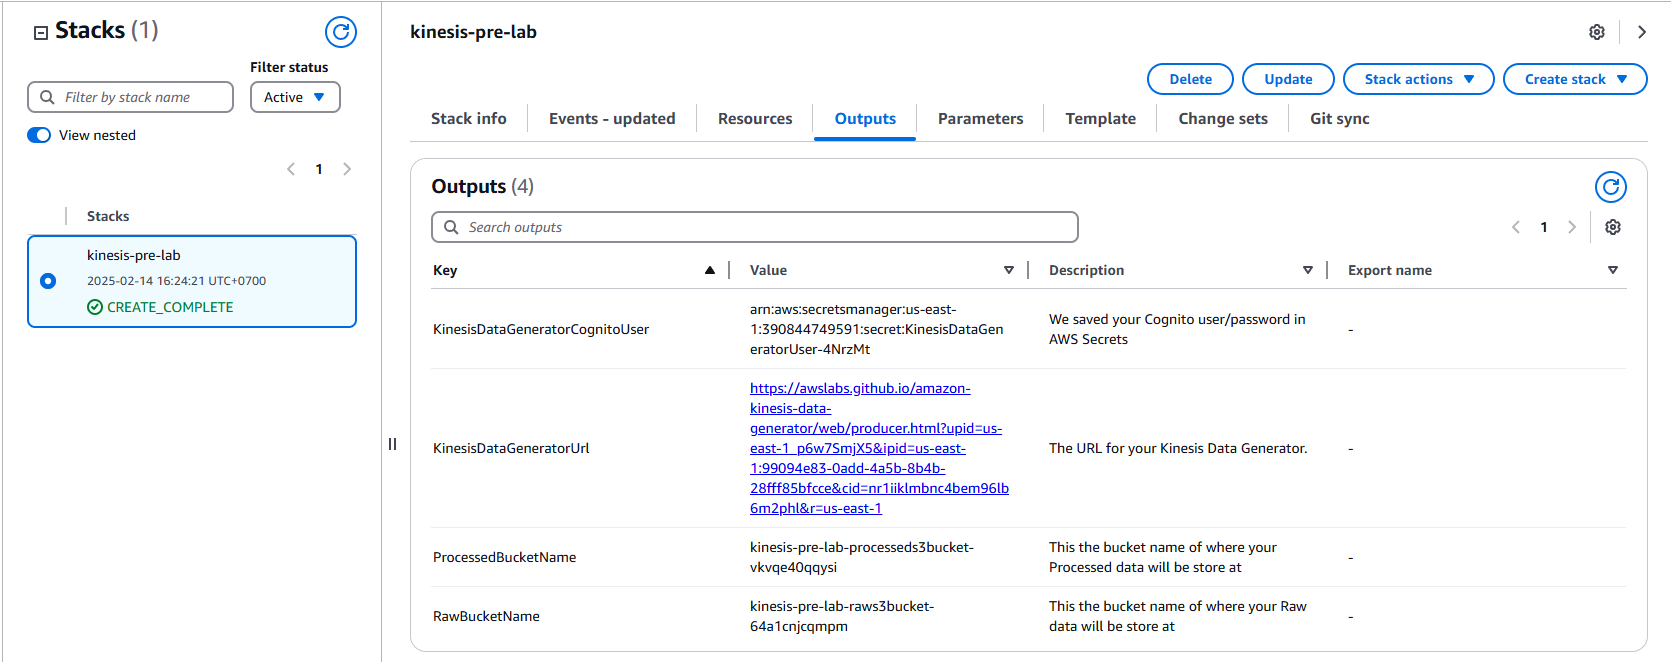 Stacks (1)
Filter status
Filter by stack name
Active
View nested
1
Stacks
kinesis-pre-lab
2025-02-14 16:24:21 UTC+0700
CREATE_COMPLETE
kinesis-pre-lab
Delete
Update
Stack actions
Create stack
Stack info
Events - updated
Resources
Outputs
Parameters
Template
Change sets
Git sync
Outputs (4)
Search outputs
1
Key
Value
Description
Export name
KinesisDataGeneratorCognitoUser
arn:aws:secretsmanager:us-east-
1:390844749591:secret:KinesisDataGen
eratorUser-4NrzMt
We saved your Cognito user/password in
AWS Secrets
-
KinesisDataGeneratorUrl
https://awslabs.github.io/amazon-
kinesis-data-
generator/web/producer.html?upid=us-
east-1_p6w7SmjX5&ipid=us-east-
1:99094e83-0add-4a5b-8b4b-
28fff85bfcce&cid=nr1iiklmbnc4bem96lb
6m2phl&r=us-east-1
The URL for your Kinesis Data Generator.
-
ProcessedBucketName
kinesis-pre-lab-processeds3bucket-
vkvqe40qqysi
This the bucket name of where your
Processed data will be store at
-
RawBucketName
kinesis-pre-lab-raws3bucket-
64a1cnjcqmpm
This the bucket name of where your Raw
data will be store at
-